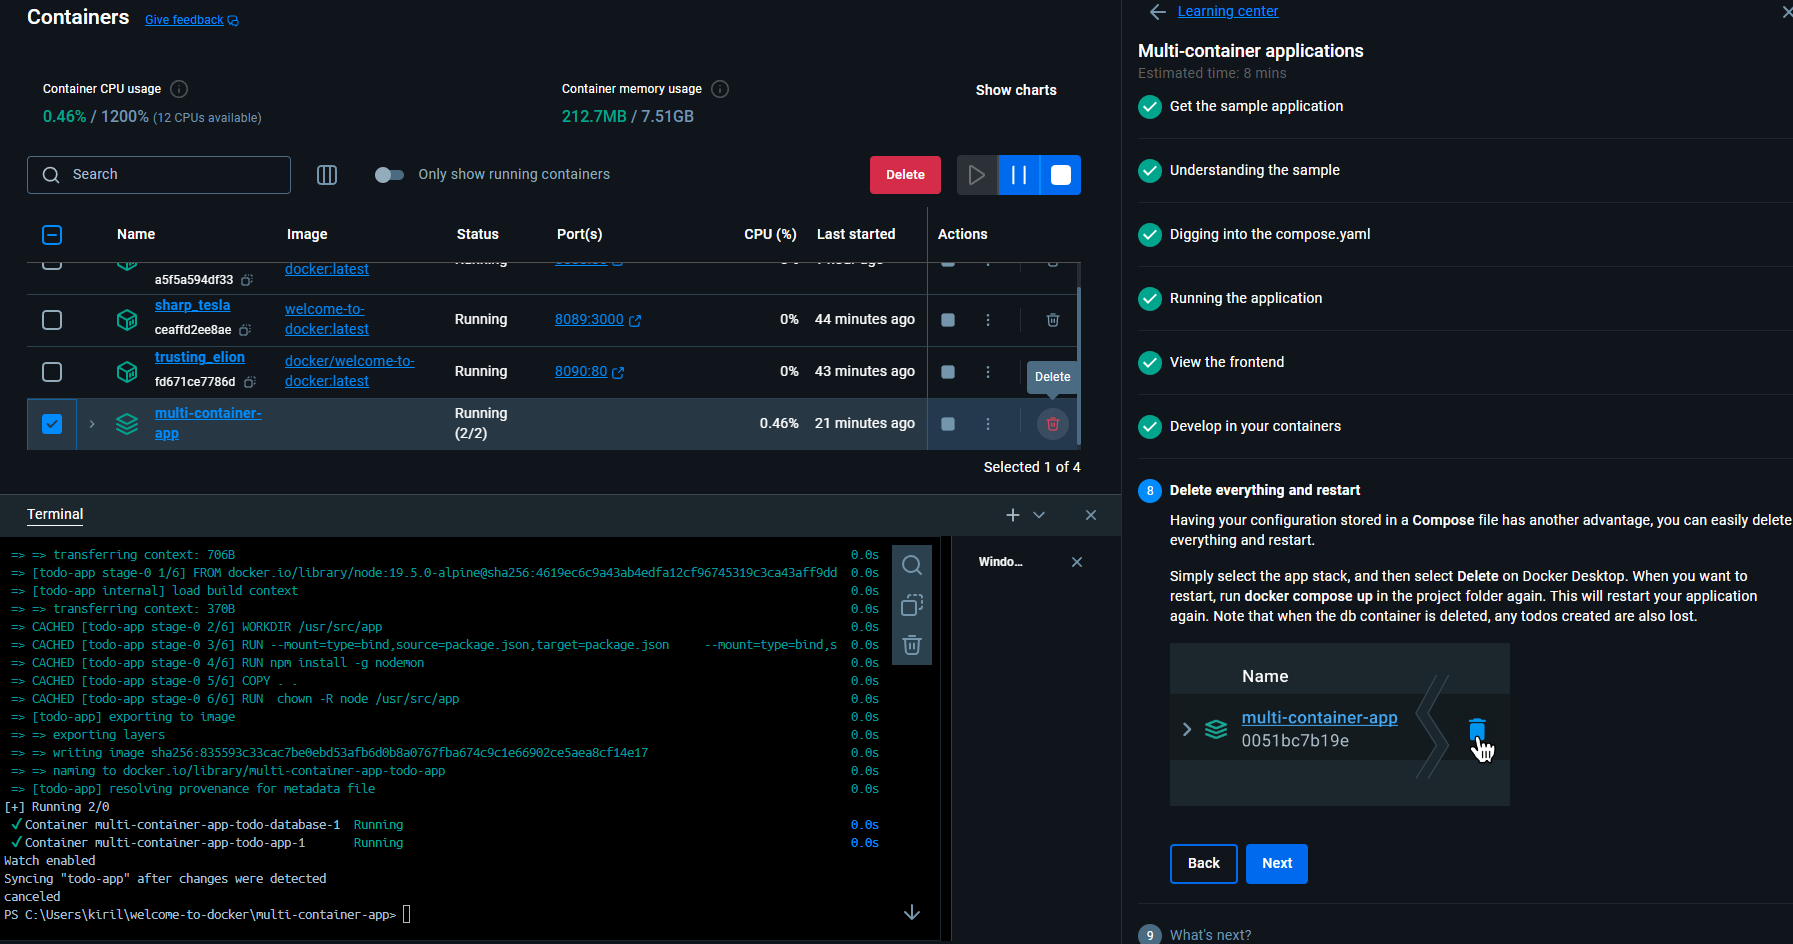 Containers Give feedback
Container CPU usage
0.46% / 1200% (12 CPUs available)
Container memory usage
212.7MB / 7.51GB
Show charts
Search
Only show running containers
Delete
Name Image Status Port(s) CPU (%) Last started Actions
a5f5a594df33 docker:latest
sharp_tesla
ceaffd2ee8ae
welcome-to-
docker:latest
Running 8089:3000 0% 44 minutes ago
trusting_elion
fd671ce7786d
docker/welcome-to-
docker:latest
Running 8090:80 0% 43 minutes ago
Delete
multi-container-
app
Running
(2/2)
0.46% 21 minutes ago
Selected 1 of 4
Terminal
Windo...
=> => transferring context: 706B 0.0s
=> [todo-app stage-0 1/6] FROM docker.io/library/node:19.5.0-alpine@sha256:4619ec6c9a43ab4edfa12cf96745319c3ca43aff9dd 0.0s
=> [todo-app internal] load build context 0.0s
=> => transferring context: 370B 0.0s
=> CACHED [todo-app stage-0 2/6] WORKDIR /usr/src/app 0.0s
=> CACHED [todo-app stage-0 3/6] RUN --mount=type=bind,source=package.json,target=package.json --mount=type=bind,s 0.0s
=> CACHED [todo-app stage-0 4/6] RUN npm install -g nodemon 0.0s
=> CACHED [todo-app stage-0 5/6] COPY . . 0.0s
=> CACHED [todo-app stage-0 6/6] RUN chown -R node /usr/src/app 0.0s
=> [todo-app] exporting to image 0.0s
=> => exporting layers 0.0s
=> => writing image sha256:835593c33cac7be0ebd53afb6d0b8a0767fba674c9c1e66902ce5aea8cf14e17 0.0s
=> => naming to docker.io/library/multi-container-app-todo-app 0.0s
=> [todo-app] resolving provenance for metadata file 0.0s
[+] Running 2/0
✓Container multi-container-app-todo-database-1 Running 0.0s
✓Container multi-container-app-todo-app-1 Running 0.0s
Watch enabled
Syncing "todo-app" after changes were detected
canceled
PS C:\Users\kiril\welcome-to-docker\multi-container-app>
Learning center
Multi-container applications
Estimated time: 8 mins
Get the sample application
Understanding the sample
Digging into the compose.yaml
Running the application
View the frontend
Develop in your containers
8 Delete everything and restart
Having your configuration stored in a Compose file has another advantage, you can easily delete
everything and restart.
Simply select the app stack, and then select Delete on Docker Desktop. When you want to
restart, run docker compose up in the project folder again. This will restart your application
again. Note that when the db container is deleted, any todos created are also lost.
Name
multi-container-app
0051bc7b19e
Back Next
9 What's next?